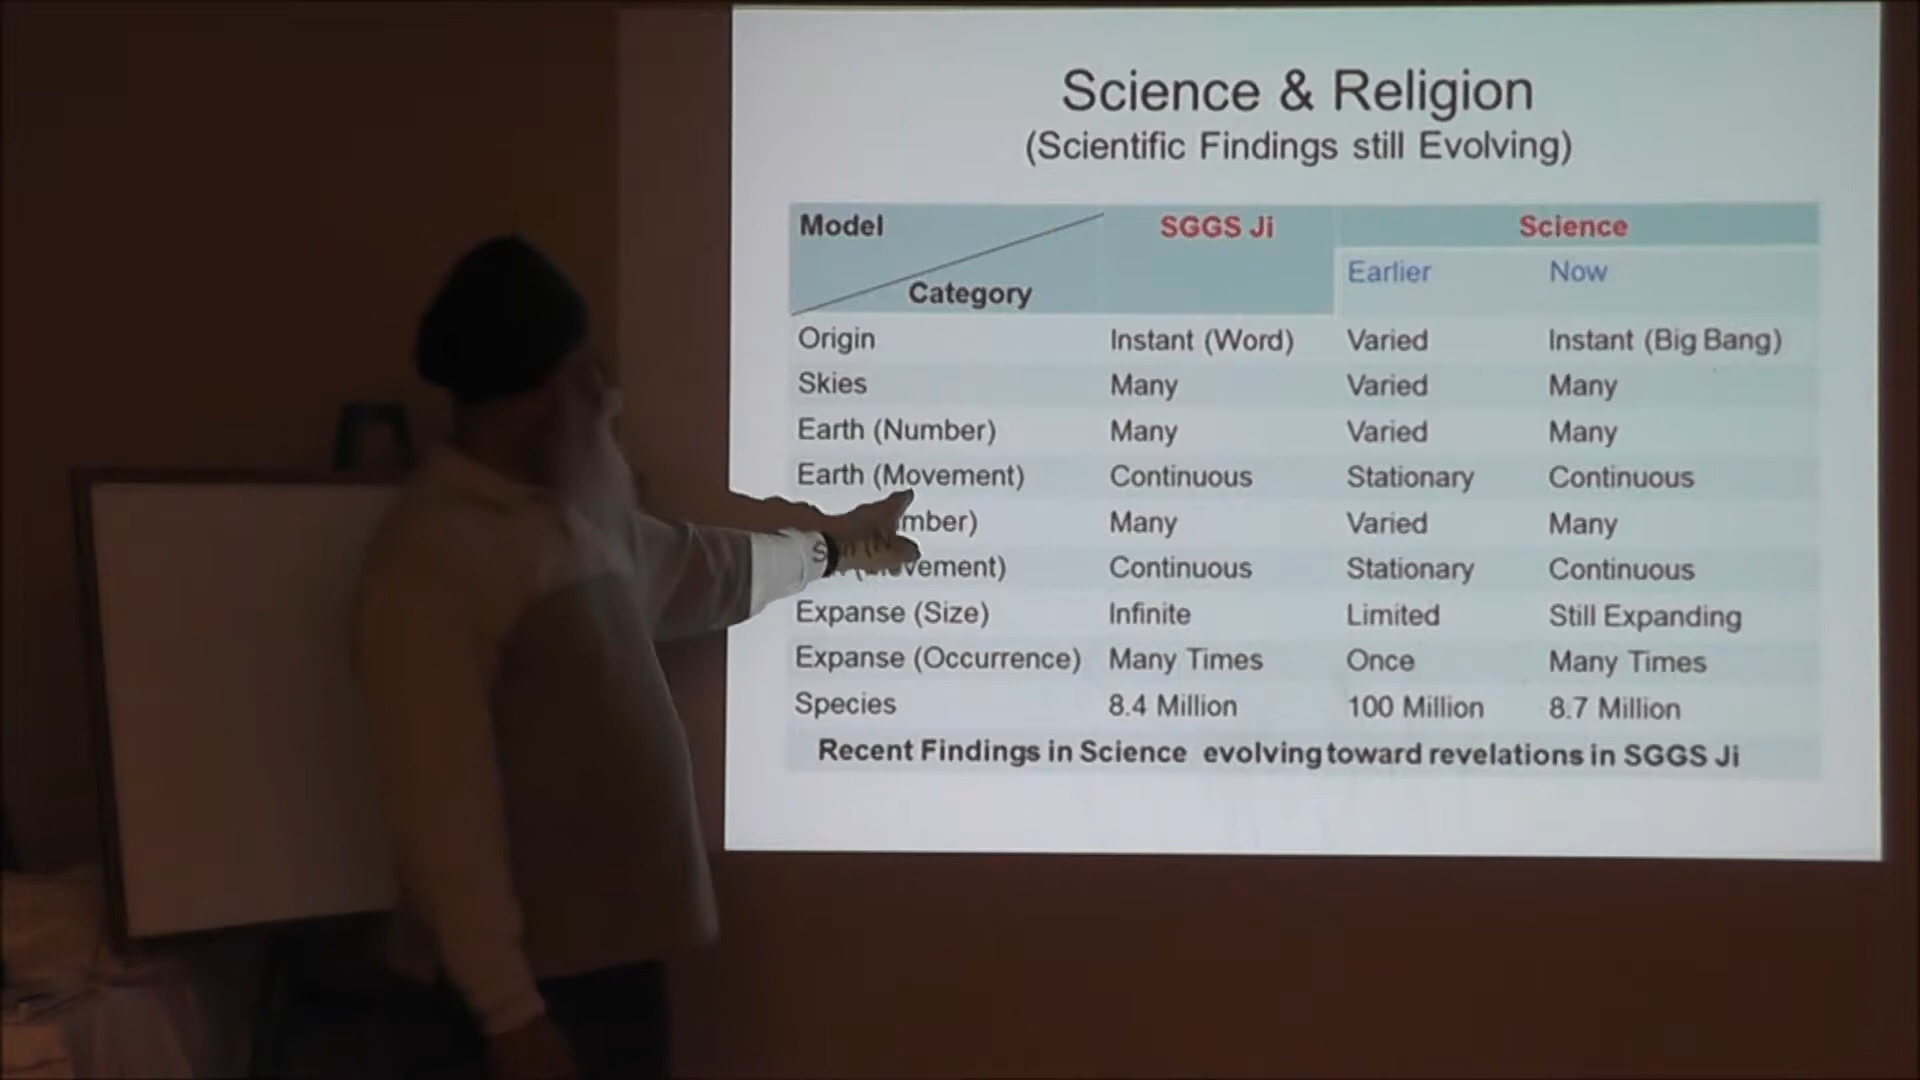 Science & Religion
(Scientific Findings still Evolving)
Model SGGS Ji Science
Category Earlier Now
Origin Instant (Word) Varied Instant (Big Bang)
Skies Many Varied Many
Earth (Number) Many Varied Many
Earth (Movement) Continuous Stationary Continuous
mber) Many Varied Many
vement) Continuous Stationary Continuous
Expanse (Size) Infinite Limited Still Expanding
Expanse (Occurrence) Many Times Once Many Times
Species 8.4 Million 100 Million 8.7 Million
Recent Findings in Science evolving toward revelations in SGGS Ji